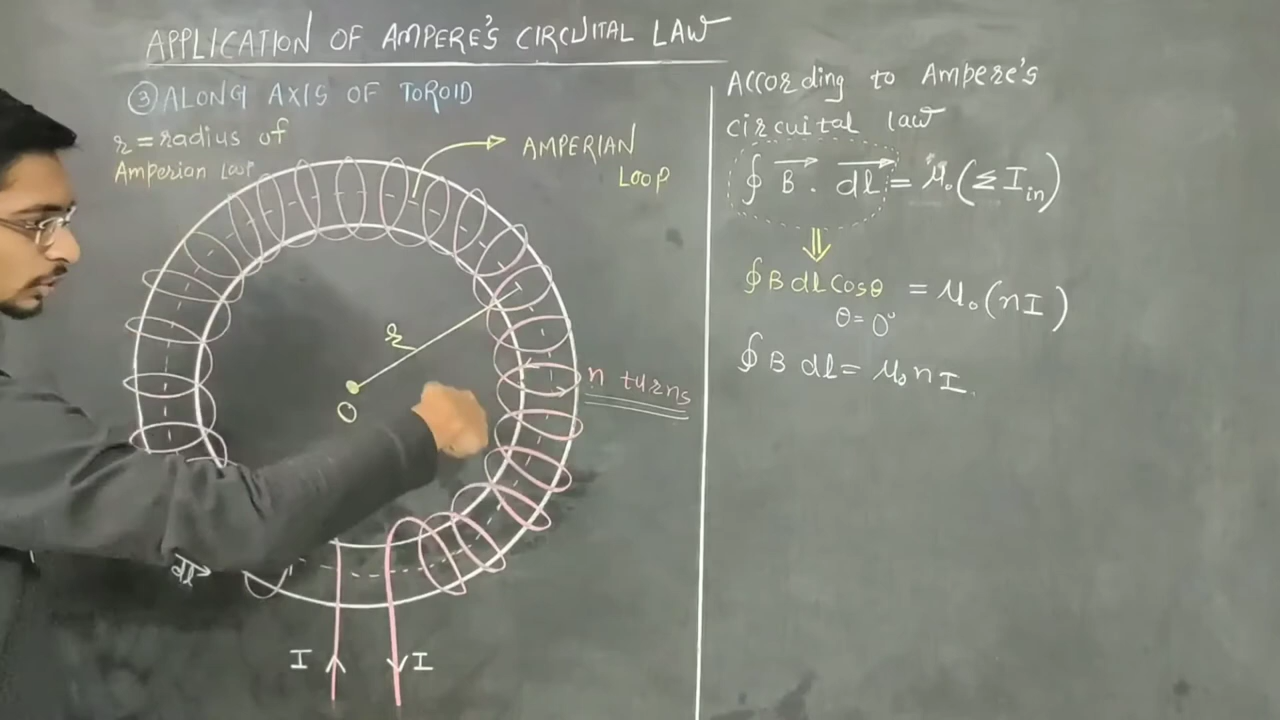 APPLICATION OF AMPERE'S CIRCUITAL LAW
③ ALONG AXIS OF TOROID
r = radius of
Amperian Loop
AMPERIAN
LOOP
r
O
n turns
dl
I
I
According to Ampere's
circuital law
∮ B⃗ . dl⃗ = μ₀ (Σ I_in)
⇓
∮ B dl cosθ = μ₀ (nI)
θ = 0°
∮ B dl = μ₀ n I